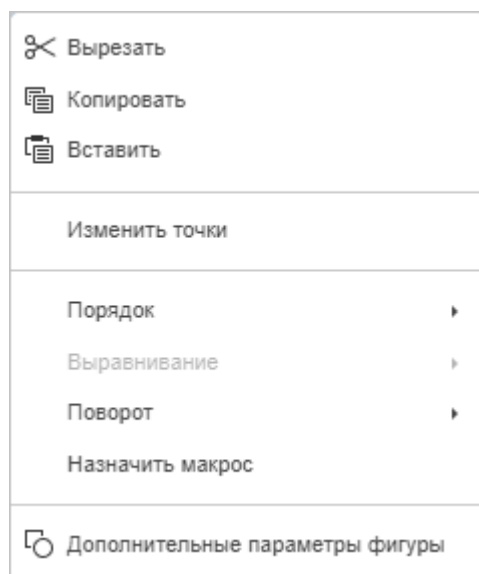 Вырезать
Копировать
Вставить
Изменить точки
Порядок
Выравнивание
Поворот
Назначить макрос
Дополнительные параметры фигуры